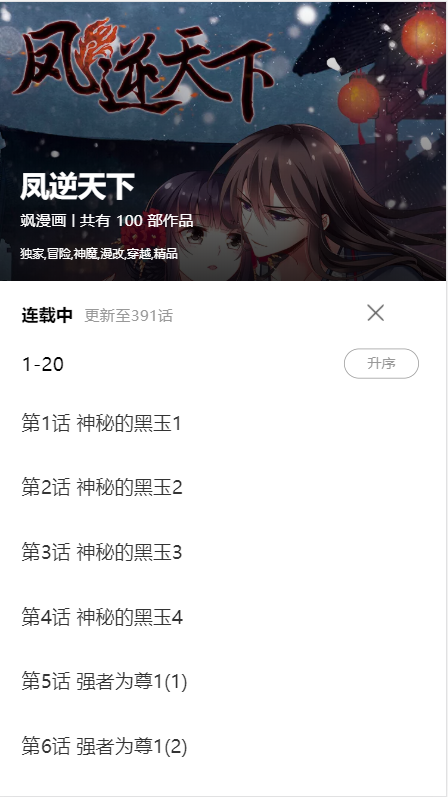 凤逆天下
凤逆天下
飒漫画 | 共有 100 部作品
独家,冒险,神魔,漫改,穿越,精品
连载中 更新至391话
1-20 升序
第1话 神秘的黑玉1
第2话 神秘的黑玉2
第3话 神秘的黑玉3
第4话 神秘的黑玉4
第5话 强者为尊1(1)
第6话 强者为尊1(2)